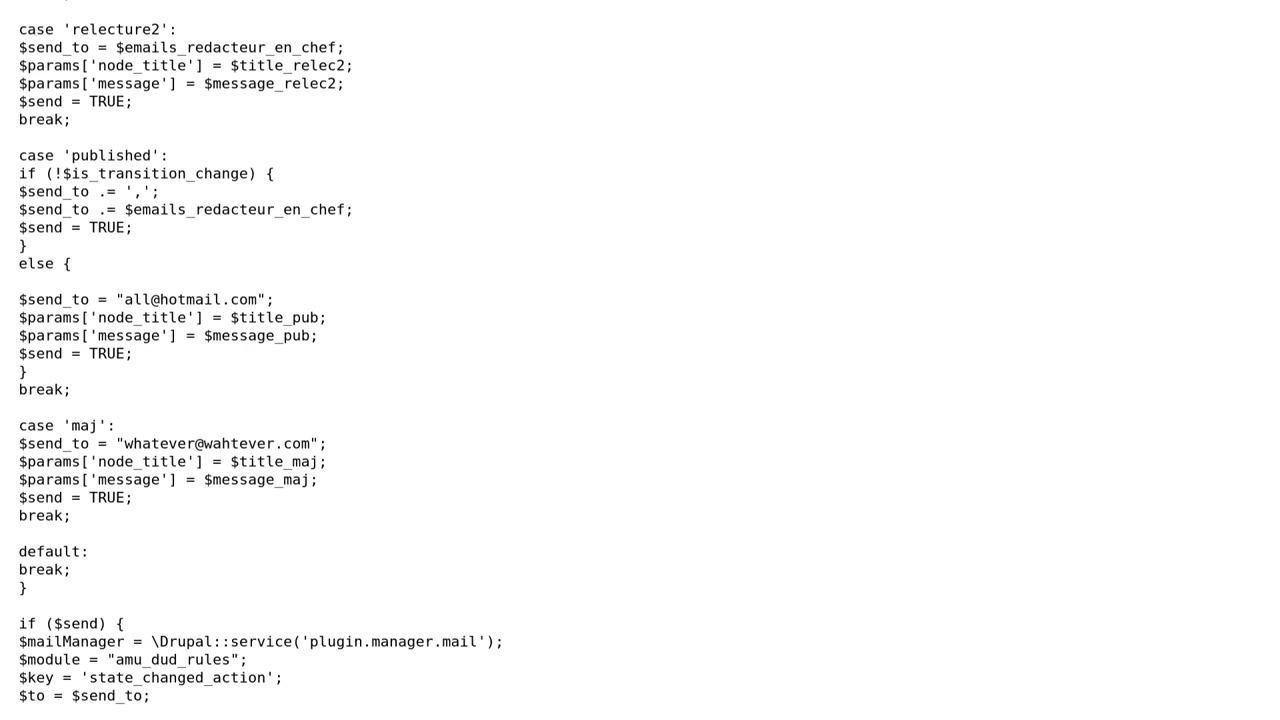 case 'relecture2':
$send_to = $emails_redacteur_en_chef;
$params['node_title'] = $title_relec2;
$params['message'] = $message_relec2;
$send = TRUE;
break;
case 'published':
if (!$is_transition_change) {
$send_to .= ',';
$send_to .= $emails_redacteur_en_chef;
$send = TRUE;
}
else {
$send_to = "all@hotmail.com";
$params['node_title'] = $title_pub;
$params['message'] = $message_pub;
$send = TRUE;
}
break;
case 'maj':
$send_to = "whatever@wahtever.com";
$params['node_title'] = $title_maj;
$params['message'] = $message_maj;
$send = TRUE;
break;
default:
break;
}
if ($send) {
$mailManager = \Drupal::service('plugin.manager.mail');
$module = "amu_dud_rules";
$key = 'state_changed_action';
$to = $send_to;